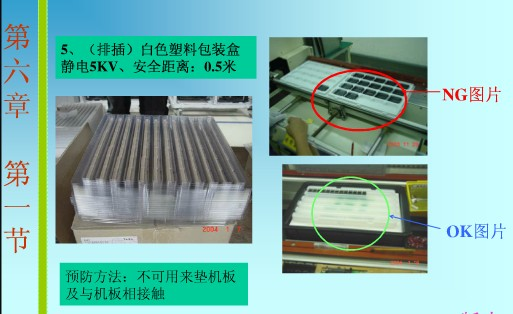 第六章 第一节
5、（排插）白色塑料包装盒
静电5KV、安全距离：0.5米
NG图片
OK图片
预防方法：不可用来垫机板
及与机板相接触